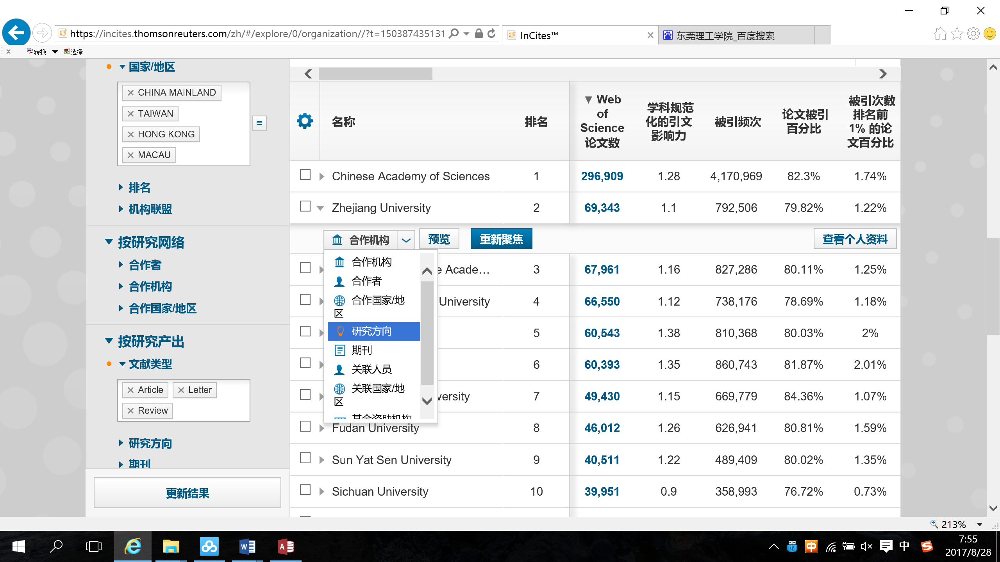 https://incites.thomsonreuters.com/zh/#/explore/0/organization//?t=150387435131
InCites™
东莞理工学院_百度搜索
x 转换 选择
国家/地区
CHINA MAINLAND
TAIWAN
HONG KONG
MACAU
=
排名
机构联盟
按研究网络
合作者
合作机构
合作国家/地区
按研究产出
文献类型
Article Letter
Review
研究方向
期刊
更新结果
名称 排名 ▼ Web of Science 论文数 学科规范化的引文影响力 被引频次 论文被引百分比 被引次数排名前 1% 的论文百分比
Chinese Academy of Sciences 1 296,909 1.28 4,170,969 82.3% 1.74%
Zhejiang University 2 69,343 1.1 792,506 79.82% 1.22%
合作机构 预览 重新聚焦 查看个人资料
合作机构
合作者
合作国家/地
区
研究方向
期刊
关联人员
关联国家/地
区
基金资助机构
e Acade... 3 67,961 1.16 827,286 80.11% 1.25%
University 4 66,550 1.12 738,176 78.69% 1.18%
5 60,543 1.38 810,368 80.03% 2%
6 60,393 1.35 860,743 81.87% 2.01%
versity 7 49,430 1.15 669,779 84.36% 1.07%
Fudan University 8 46,012 1.26 626,941 80.81% 1.59%
Sun Yat Sen University 9 40,511 1.22 489,409 80.02% 1.35%
Sichuan University 10 39,951 0.9 358,993 76.72% 0.73%
213%
中 中
7:55
2017/8/28